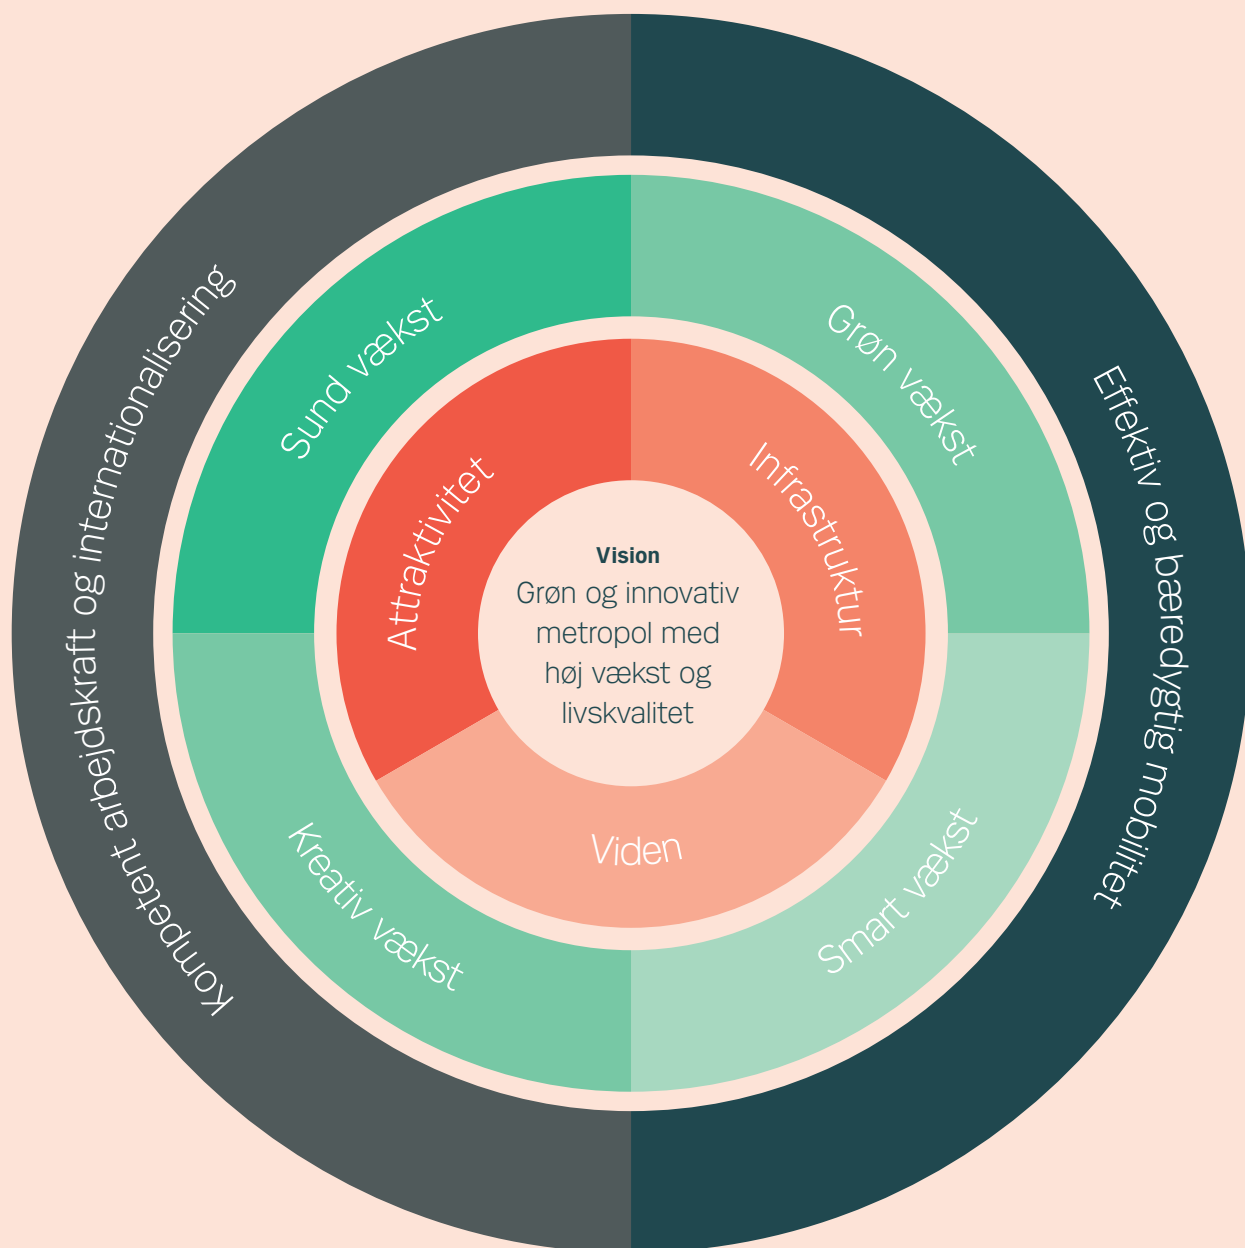 Kompetent arbejdskraft og internationalisering
Effektiv og bæredygtig mobilitet
Sund vækst
Grøn vækst
Kreativ vækst
Smart vækst
Attraktivitet
Infrastruktur
Viden
Vision
Grøn og innovativ
metropol med
høj vækst og
livskvalitet